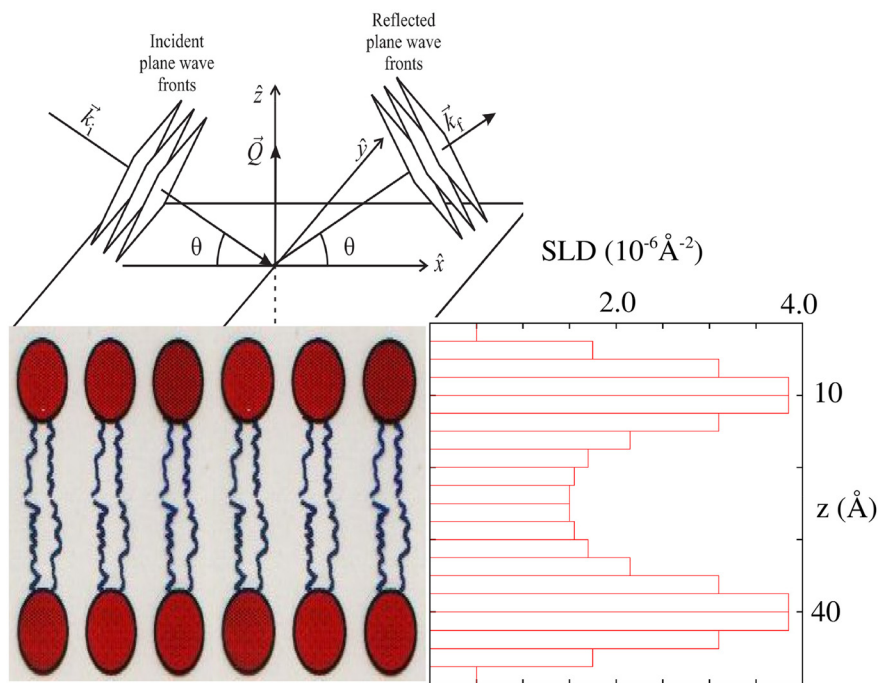 Incident
plane wave
fronts
Reflected
plane wave
fronts
k⃗i
ẑ
Q⃗
ŷ
k⃗f
θ
θ
x̂
SLD (10⁻⁶Å⁻²)
2.0
4.0
10
z (Å)
40